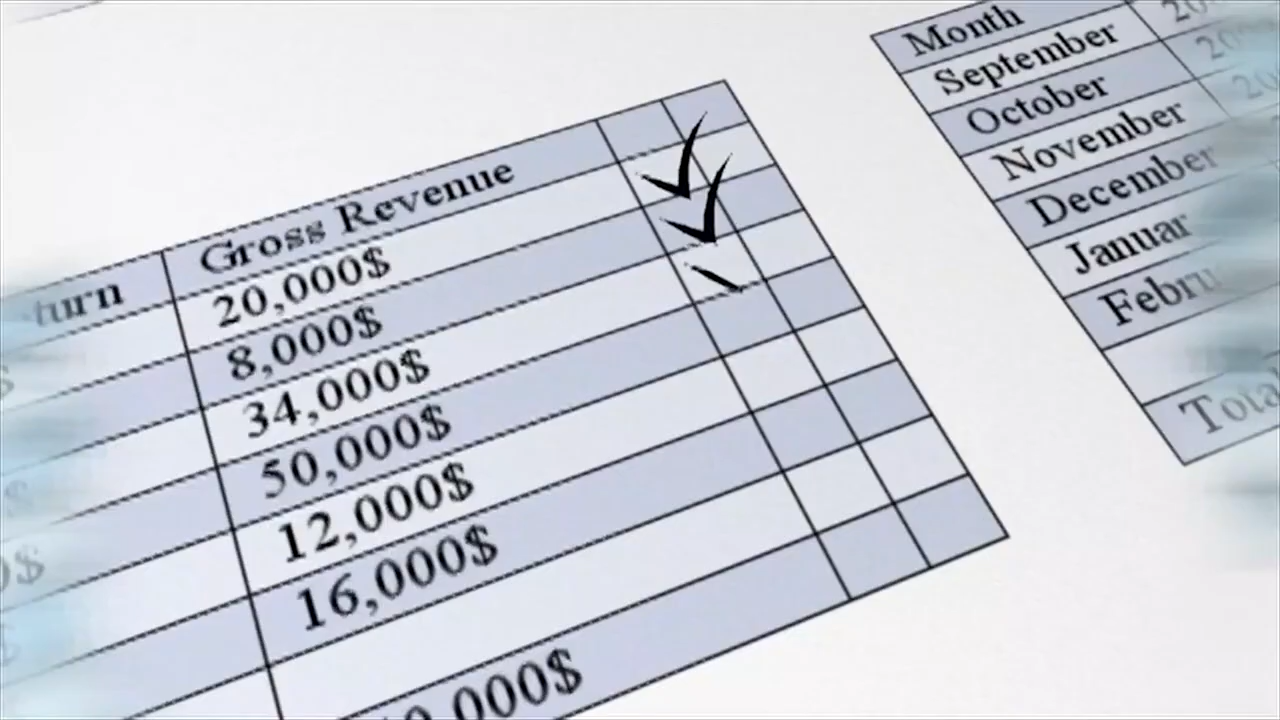 Gross Revenue
20,000$
8,000$
34,000$
50,000$
12,000$
16,000$
Month
September
October
November
December